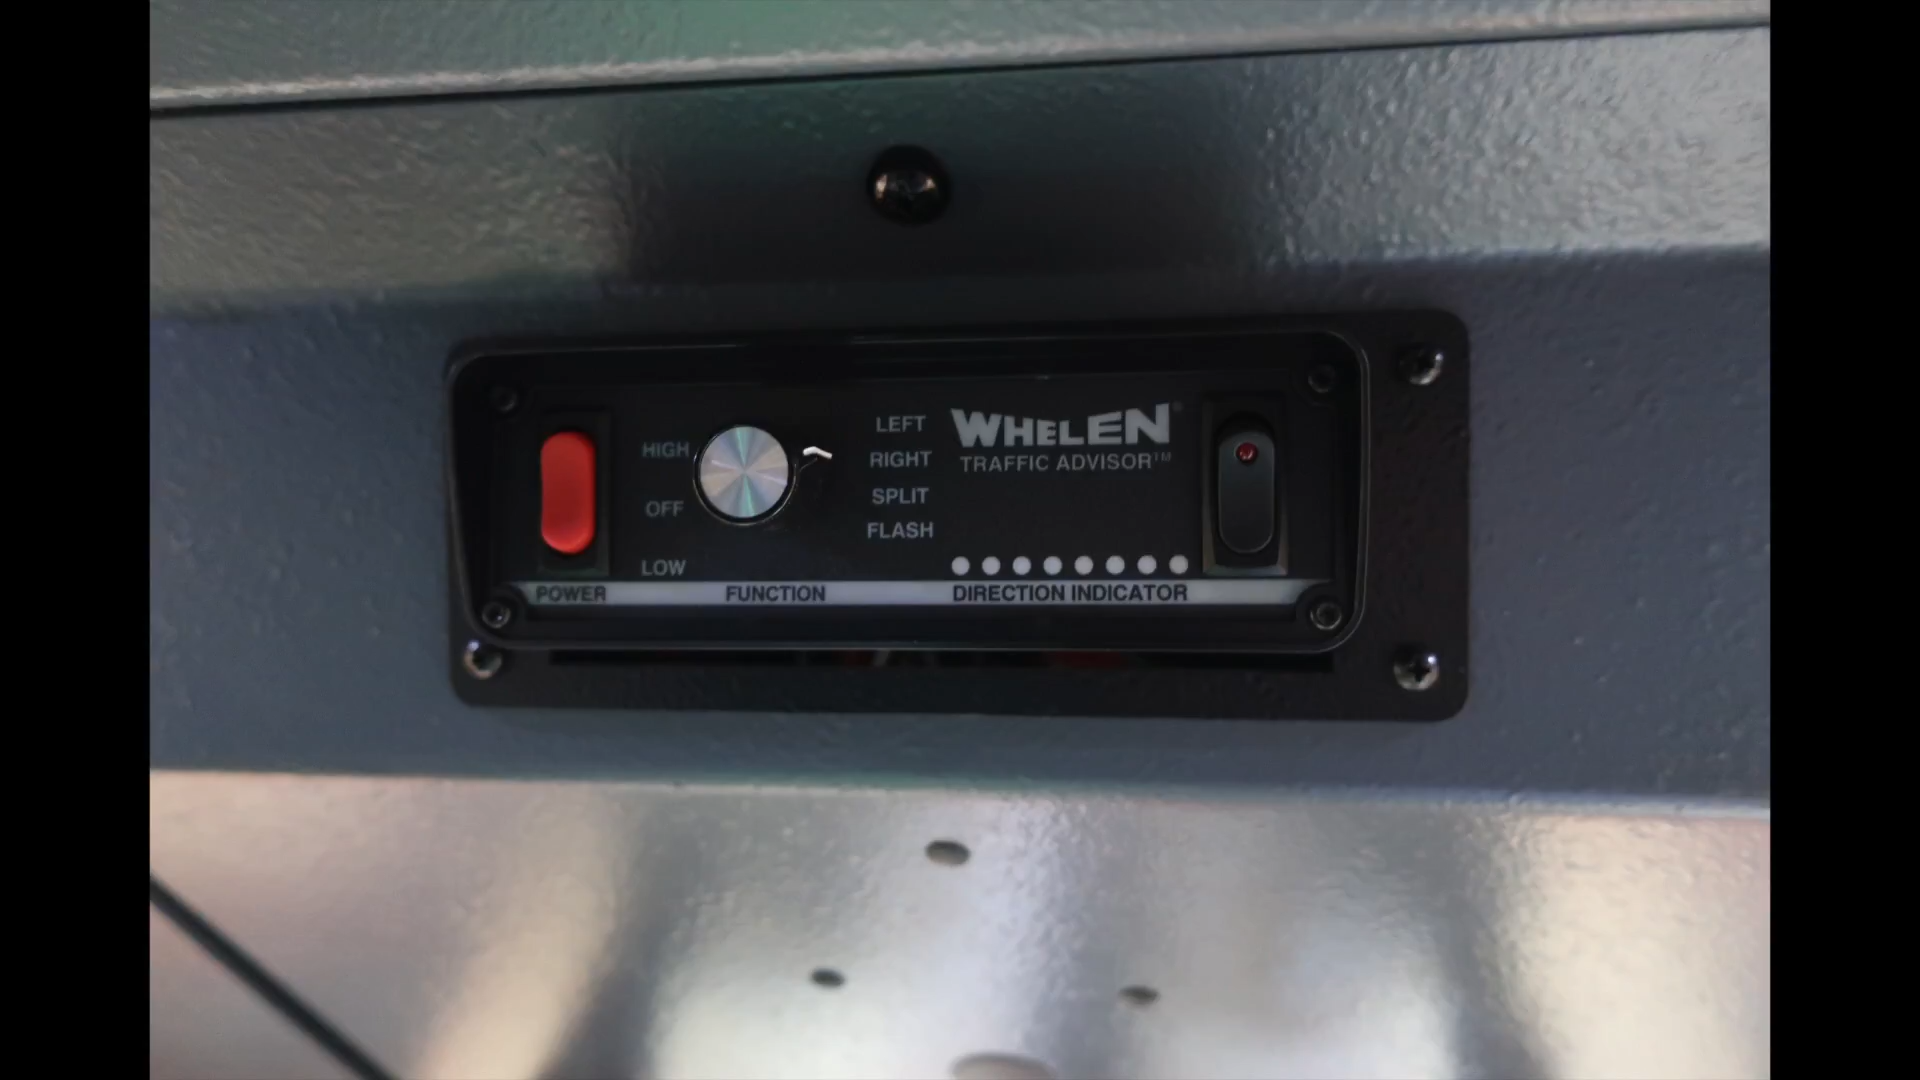 HIGH
OFF
LOW
LEFT
RIGHT
SPLIT
FLASH
WHELEN®
TRAFFIC ADVISOR™
POWER
FUNCTION
DIRECTION INDICATOR